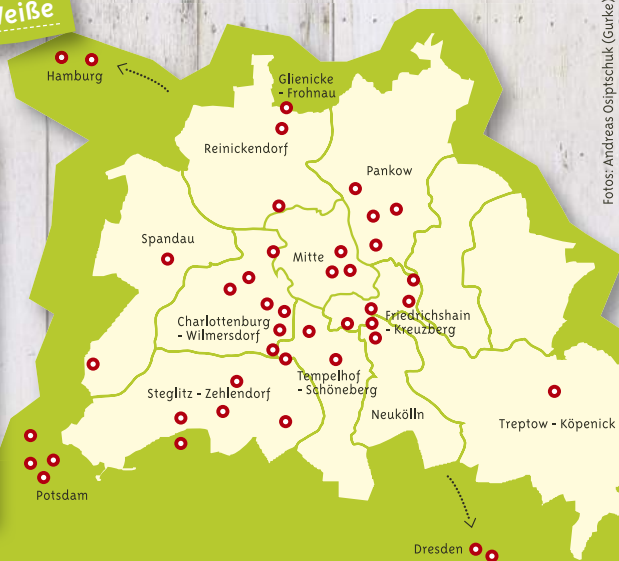 Weiße
Hamburg
Glienicke
- Frohnau
Reinickendorf
Pankow
Spandau
Mitte
Charlottenburg
- Wilmersdorf
Friedrichshain
- Kreuzberg
Tempelhof
- Schöneberg
Steglitz - Zehlendorf
Neukölln
Treptow - Köpenick
Potsdam
Dresden
Fotos: Andreas Osiptschuk (Gurke)